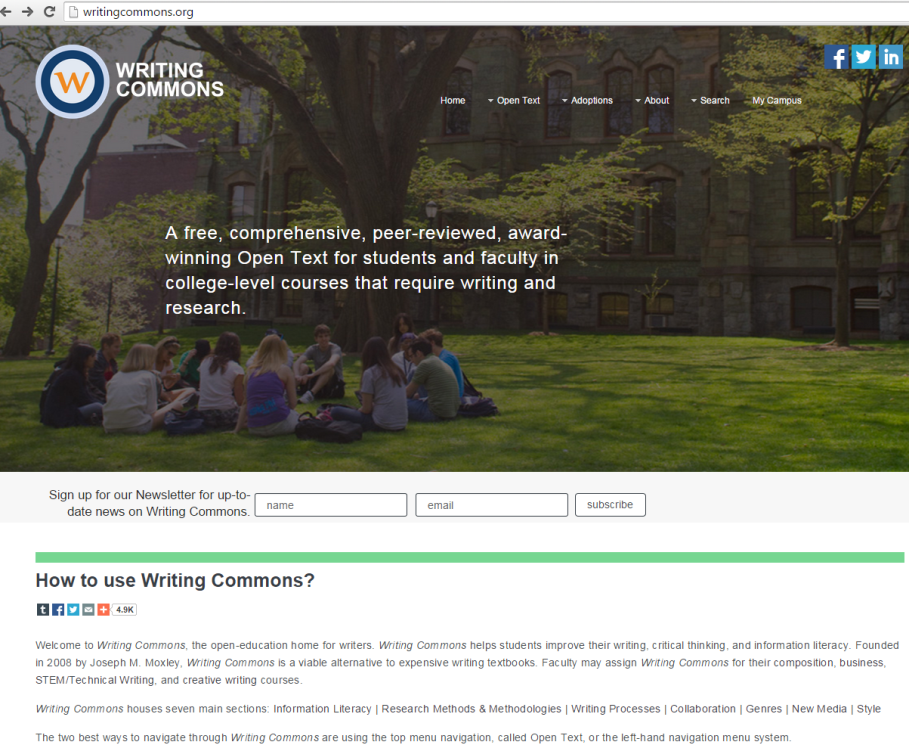 writingcommons.org
WRITING
COMMONS
Home Open Text Adoptions About Search My Campus
A free, comprehensive, peer-reviewed, award-
winning Open Text for students and faculty in
college-level courses that require writing and
research.
Sign up for our Newsletter for up-to-
date news on Writing Commons.
name email subscribe
How to use Writing Commons?
4.9K
Welcome to Writing Commons, the open-education home for writers. Writing Commons helps students improve their writing, critical thinking, and information literacy. Founded
in 2008 by Joseph M. Moxley, Writing Commons is a viable alternative to expensive writing textbooks. Faculty may assign Writing Commons for their composition, business,
STEM/Technical Writing, and creative writing courses.
Writing Commons houses seven main sections: Information Literacy | Research Methods & Methodologies | Writing Processes | Collaboration | Genres | New Media | Style
The two best ways to navigate through Writing Commons are using the top menu navigation, called Open Text, or the left-hand navigation menu system.